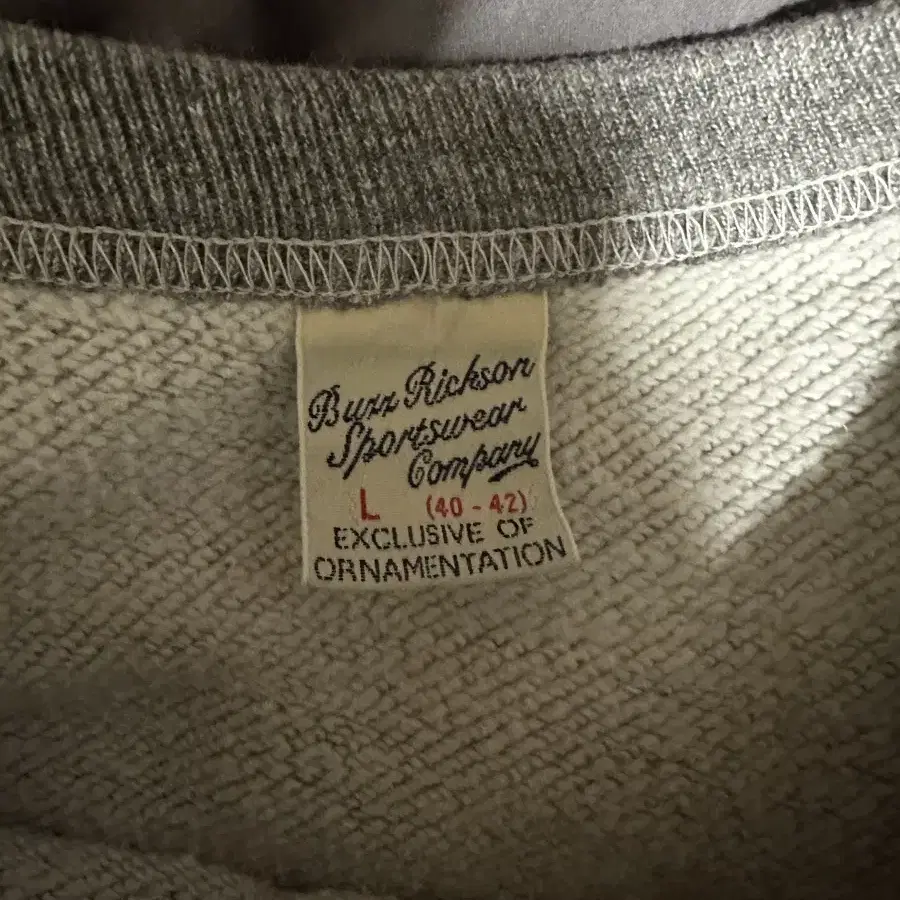 Buzz Rickson
Sportswear
Company
L (40 - 42)
EXCLUSIVE OF
ORNAMENTATION